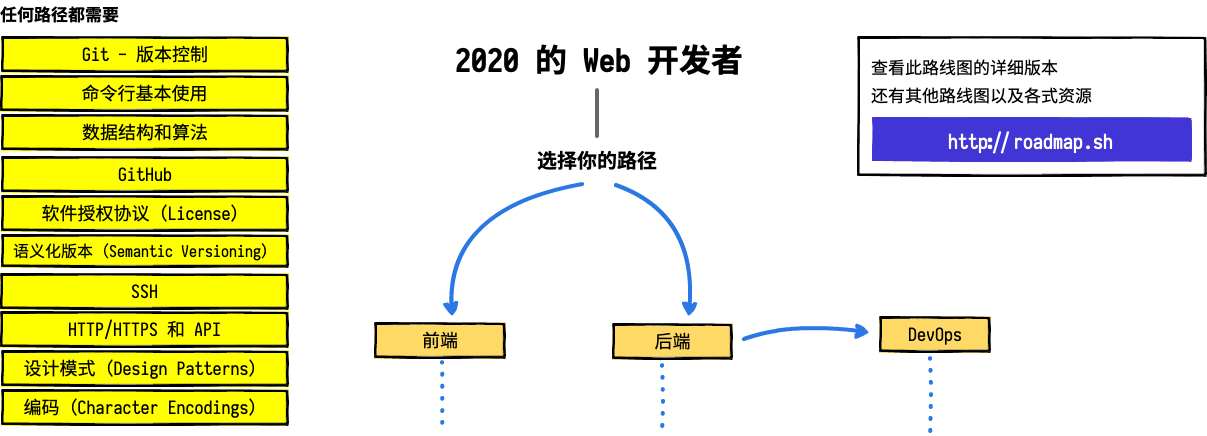 任何路径都需要
Git - 版本控制
命令行基本使用
数据结构和算法
GitHub
软件授权协议 (License)
语义化版本 (Semantic Versioning)
SSH
HTTP/HTTPS 和 API
设计模式 (Design Patterns)
编码 (Character Encodings)
2020 的 Web 开发者
选择你的路径
前端
后端
DevOps
查看此路线图的详细版本
还有其他路线图以及各式资源
http://roadmap.sh